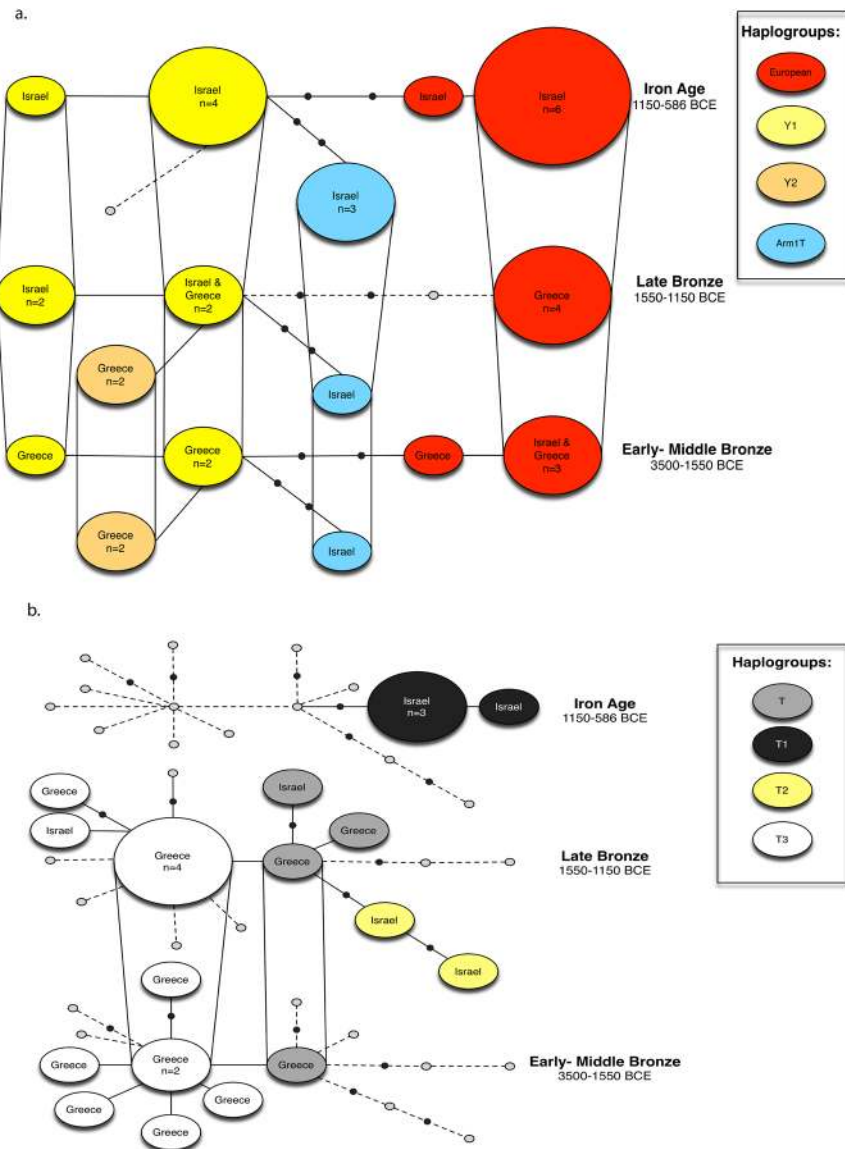 a.
Haplogroups:
European
Y1
Y2
Arm1T
Israel
Israel
n=4
Israel
Israel
n=6
Iron Age
1150-586 BCE
Israel
n=3
Israel
n=2
Israel &
Greece
n=2
Greece
n=4
Late Bronze
1550-1150 BCE
Greece
n=2
Israel
Greece
Greece
n=2
Greece
Israel &
Greece
n=3
Early- Middle Bronze
3500-1550 BCE
Greece
n=2
Israel
b.
Haplogroups:
T
T1
T2
T3
Israel
n=3
Israel
Iron Age
1150-586 BCE
Greece
Israel
Israel
Greece
Greece
n=4
Greece
Late Bronze
1550-1150 BCE
Israel
Israel
Greece
Greece
Greece
n=2
Greece
Early- Middle Bronze
3500-1550 BCE
Greece
Greece
Greece